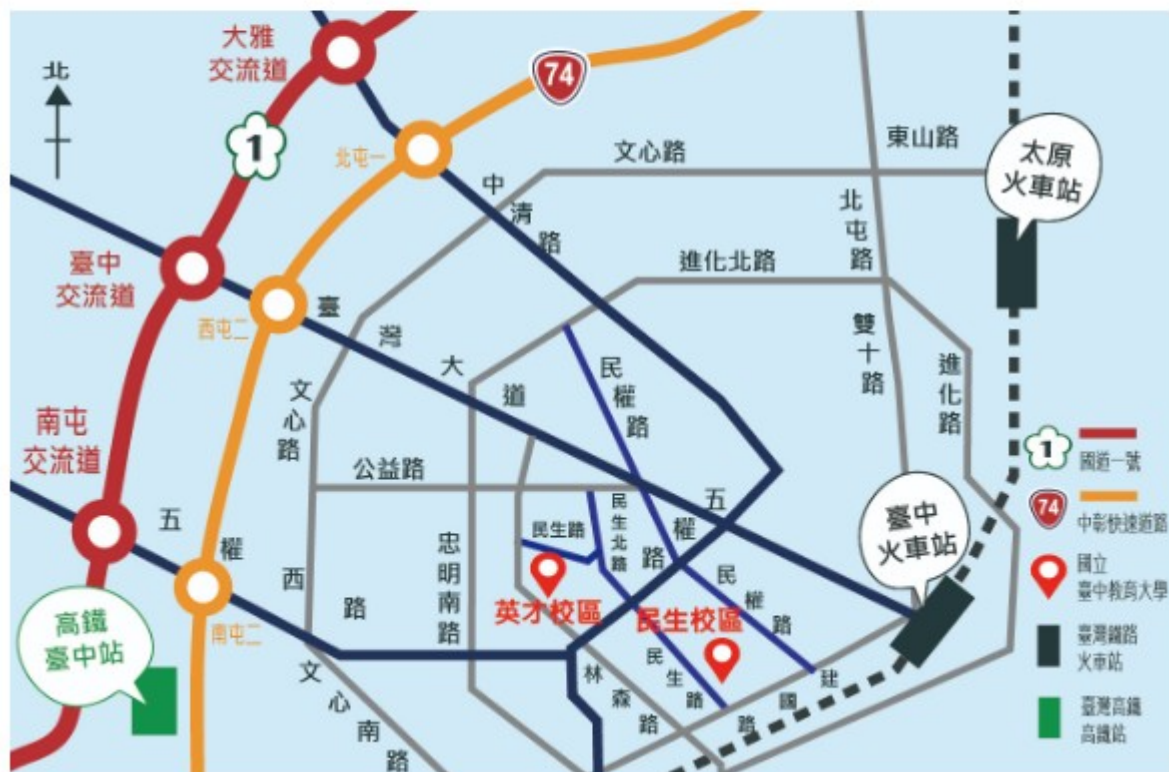 大雅
交流道
北
74
1
北屯一
文心路
東山路
太原
火車站
中清路
北屯路
臺中
交流道
進化北路
西屯二
臺灣大道
雙十路
文心路
民權路
進化路
南屯
交流道
公益路
1
國道一號
五權西路
民生路
民生北路
五權路
臺中
火車站
74
中彰快速道路
忠明南路
英才校區
民生校區
民權路
國立
臺中教育大學
高鐵
臺中站
南屯二
文心南路
林森路
民生路
建國路
臺灣鐵路
火車站
臺灣高鐵
高鐵站